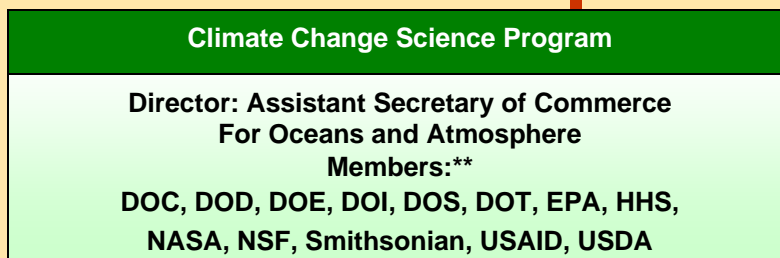 Climate Change Science Program
Director: Assistant Secretary of Commerce
For Oceans and Atmosphere
Members:**
DOC, DOD, DOE, DOI, DOS, DOT, EPA, HHS,
NASA, NSF, Smithsonian, USAID, USDA